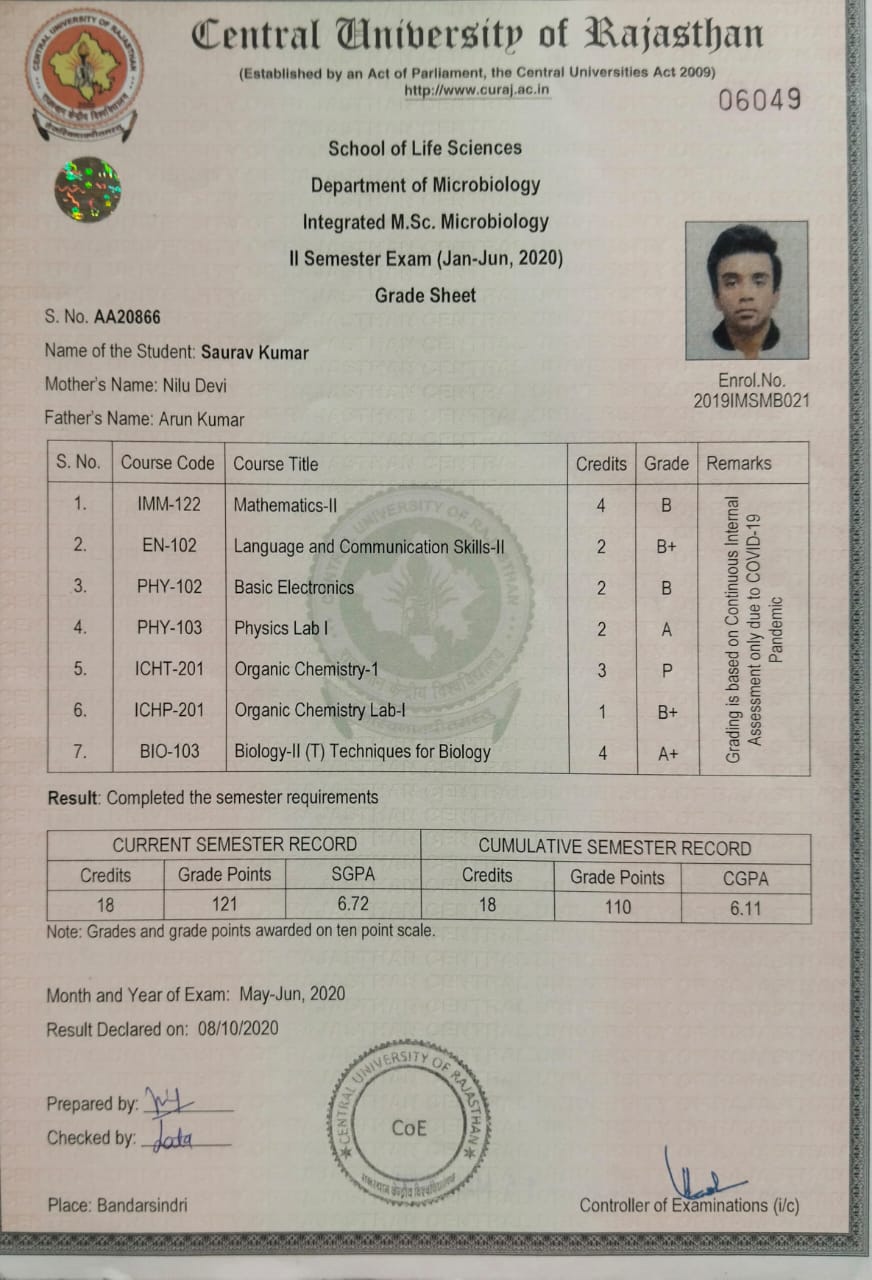 CENTRAL UNIVERSITY OF RAJASTHAN
Central University of Rajasthan
(Established by an Act of Parliament, the Central Universities Act 2009)
http://www.curaj.ac.in
06049
School of Life Sciences
Department of Microbiology
Integrated M.Sc. Microbiology
II Semester Exam (Jan-Jun, 2020)
Grade Sheet
S. No. AA20866
Name of the Student: Saurav Kumar
Mother's Name: Nilu Devi
Father's Name: Arun Kumar
Enrol.No.
2019IMSMB021
S. No. Course Code Course Title Credits Grade Remarks
1. IMM-122 Mathematics-II 4 B
2. EN-102 Language and Communication Skills-II 2 B+
3. PHY-102 Basic Electronics 2 B
4. PHY-103 Physics Lab I 2 A
5. ICHT-201 Organic Chemistry-1 3 P
6. ICHP-201 Organic Chemistry Lab-I 1 B+
7. BIO-103 Biology-II (T) Techniques for Biology 4 A+
Grading is based on Continuous Internal
Assessment only due to COVID-19
Pandemic
Result: Completed the semester requirements
CURRENT SEMESTER RECORD CUMULATIVE SEMESTER RECORD
Credits Grade Points SGPA Credits Grade Points CGPA
18 121 6.72 18 110 6.11
Note: Grades and grade points awarded on ten point scale.
Month and Year of Exam: May-Jun, 2020
Result Declared on: 08/10/2020
Prepared by:
Checked by: Lata
CENTRAL UNIVERSITY OF RAJASTHAN
CoE
राजस्थान केंद्रीय विश्वविद्यालय
Place: Bandarsindri
Controller of Examinations (i/c)